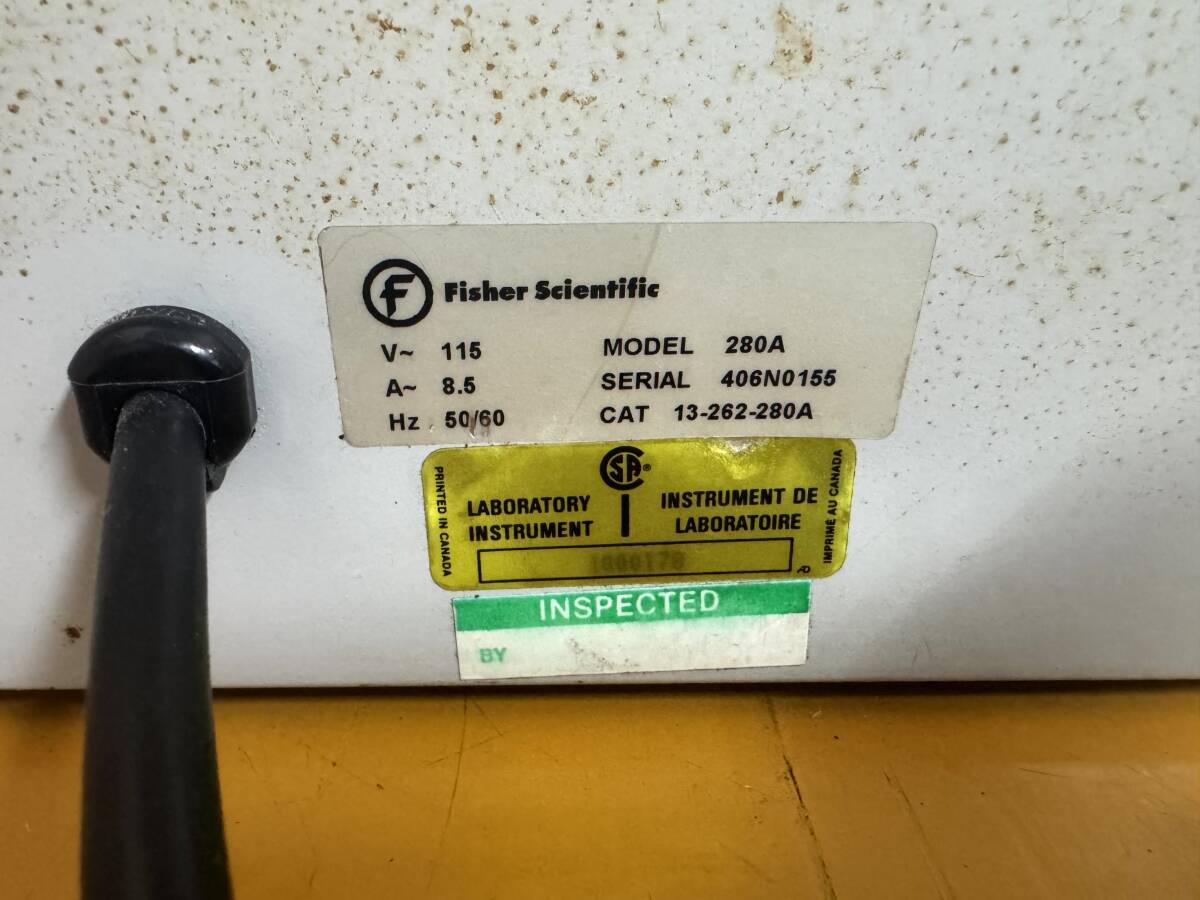 F Fisher Scientific
V~ 115
A~ 8.5
Hz 50/60
MODEL 280A
SERIAL 406N0155
CAT 13-262-280A
PRINTED IN CANADA
SA®
LABORATORY
INSTRUMENT
INSTRUMENT DE
LABORATOIRE
IMPRIMÉ AU CANADA
INSPECTED
BY